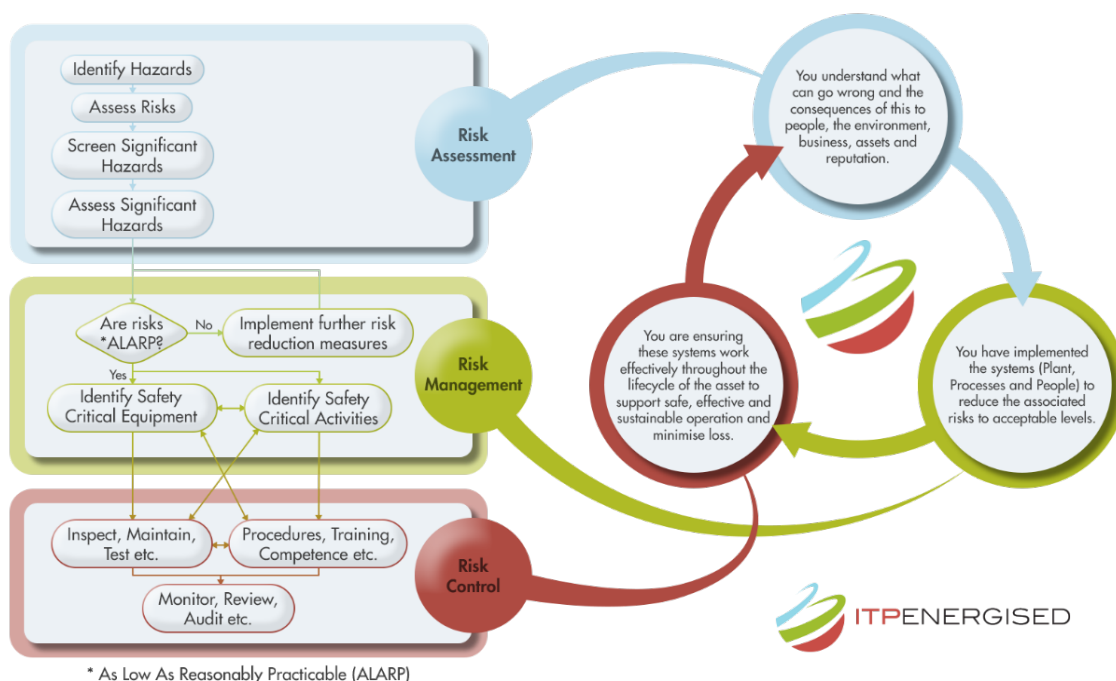 Identify Hazards
Assess Risks
Screen Significant
Hazards
Assess Significant
Hazards
Risk
Assessment
Are risks
*ALARP?
No
Implement further risk
reduction measures
Yes
Identify Safety
Critical Equipment
Identify Safety
Critical Activities
Risk
Management
Inspect, Maintain,
Test etc.
Procedures, Training,
Competence etc.
Monitor, Review,
Audit etc.
Risk
Control
* As Low As Reasonably Practicable (ALARP)
You understand what
can go wrong and the
consequences of this to
people, the environment,
business, assets and
reputation.
You have implemented
the systems (Plant,
Processes and People) to
reduce the associated
risks to acceptable levels.
You are ensuring
these systems work
effectively throughout the
lifecycle of the asset to
support safe, effective and
sustainable operation and
minimise loss.
ITPENERGISED